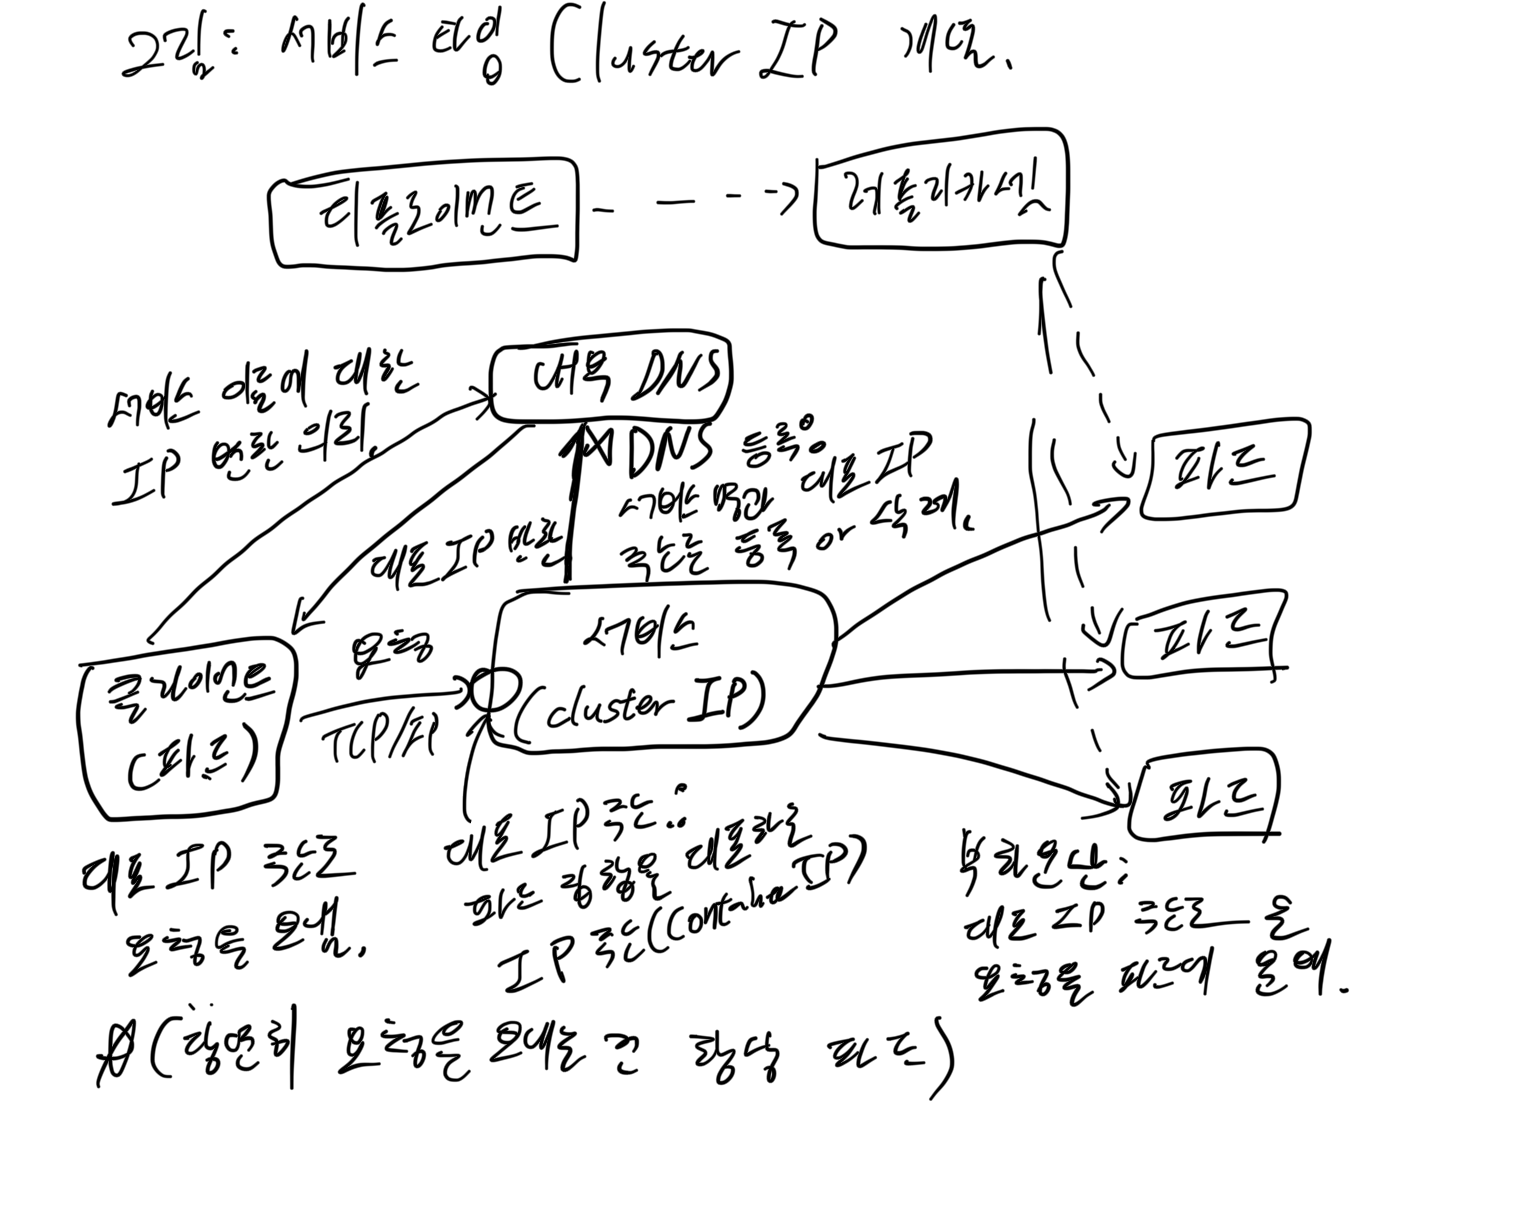 그림: 서비스 타입 Cluster IP 개념.
디플로이먼트
레플리카셋
내부 DNS
서비스 이름에 대한
IP 변환 의뢰.
DNS 등록:
서비스 명과 대표 IP
주소를 등록 or 삭제.
대표 IP 반환
요청
TCP/IP
클라이언트
(파드)
서비스
(cluster IP)
파드
파드
파드
대표 IP 주소로
요청을 보냄.
대표 IP 주소:
파드 집합을 대표하는
IP 주소(Container IP)
부하분산:
대표 IP 주소로 온
요청을 파드에 분배.
(당연히 요청을 보내는 건 항상 파드)